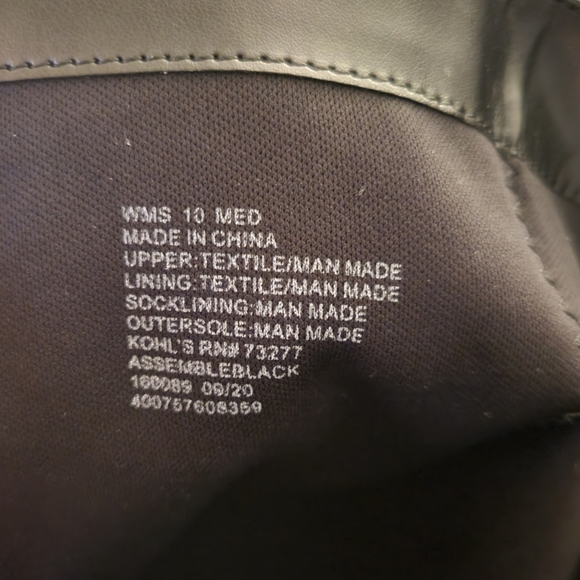 WMS 10 MED
MADE IN CHINA
UPPER:TEXTILE/MAN MADE
LINING:TEXTILE/MAN MADE
SOCKLINING:MAN MADE
OUTERSOLE:MAN MADE
KOHL'S RN# 73277
ASSEMBLEBLACK
160089 09/20
400757608359